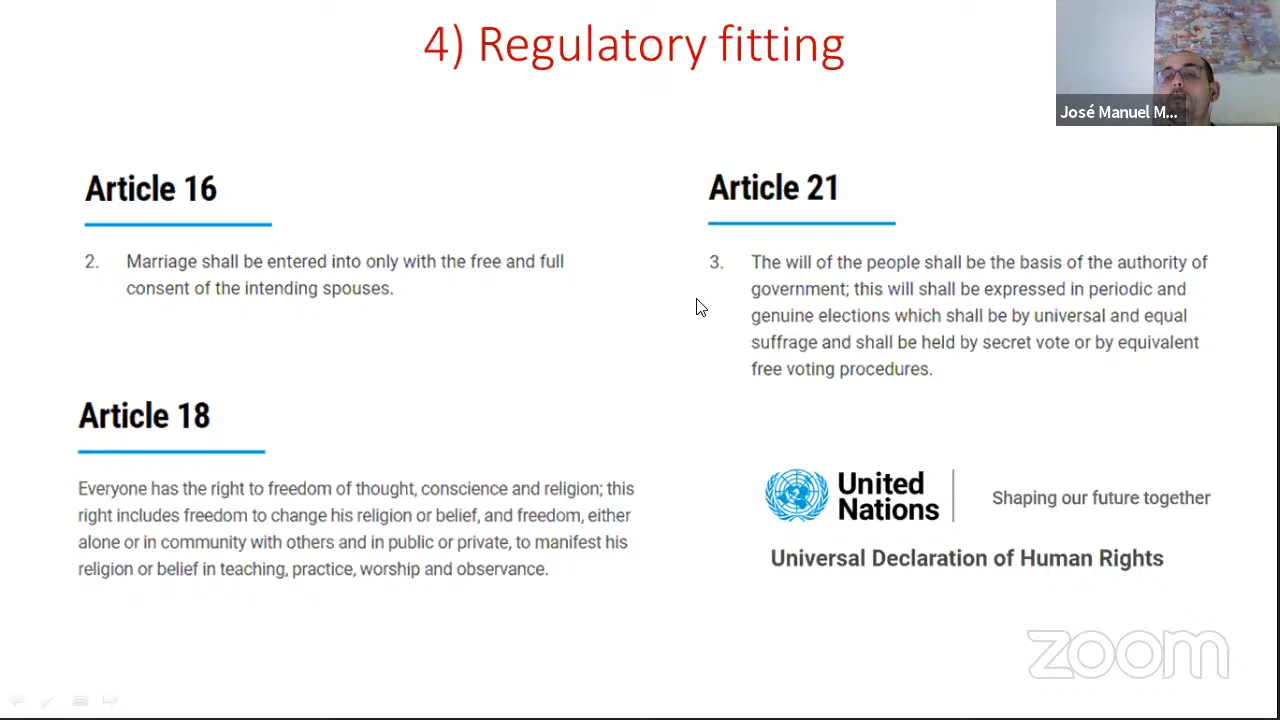 4) Regulatory fitting
José Manuel M...
Article 16
2. Marriage shall be entered into only with the free and full
consent of the intending spouses.
Article 18
Everyone has the right to freedom of thought, conscience and religion; this
right includes freedom to change his religion or belief, and freedom, either
alone or in community with others and in public or private, to manifest his
religion or belief in teaching, practice, worship and observance.
Article 21
3. The will of the people shall be the basis of the authority of
government; this will shall be expressed in periodic and
genuine elections which shall be by universal and equal
suffrage and shall be held by secret vote or by equivalent
free voting procedures.
United
Nations
Shaping our future together
Universal Declaration of Human Rights
zoom